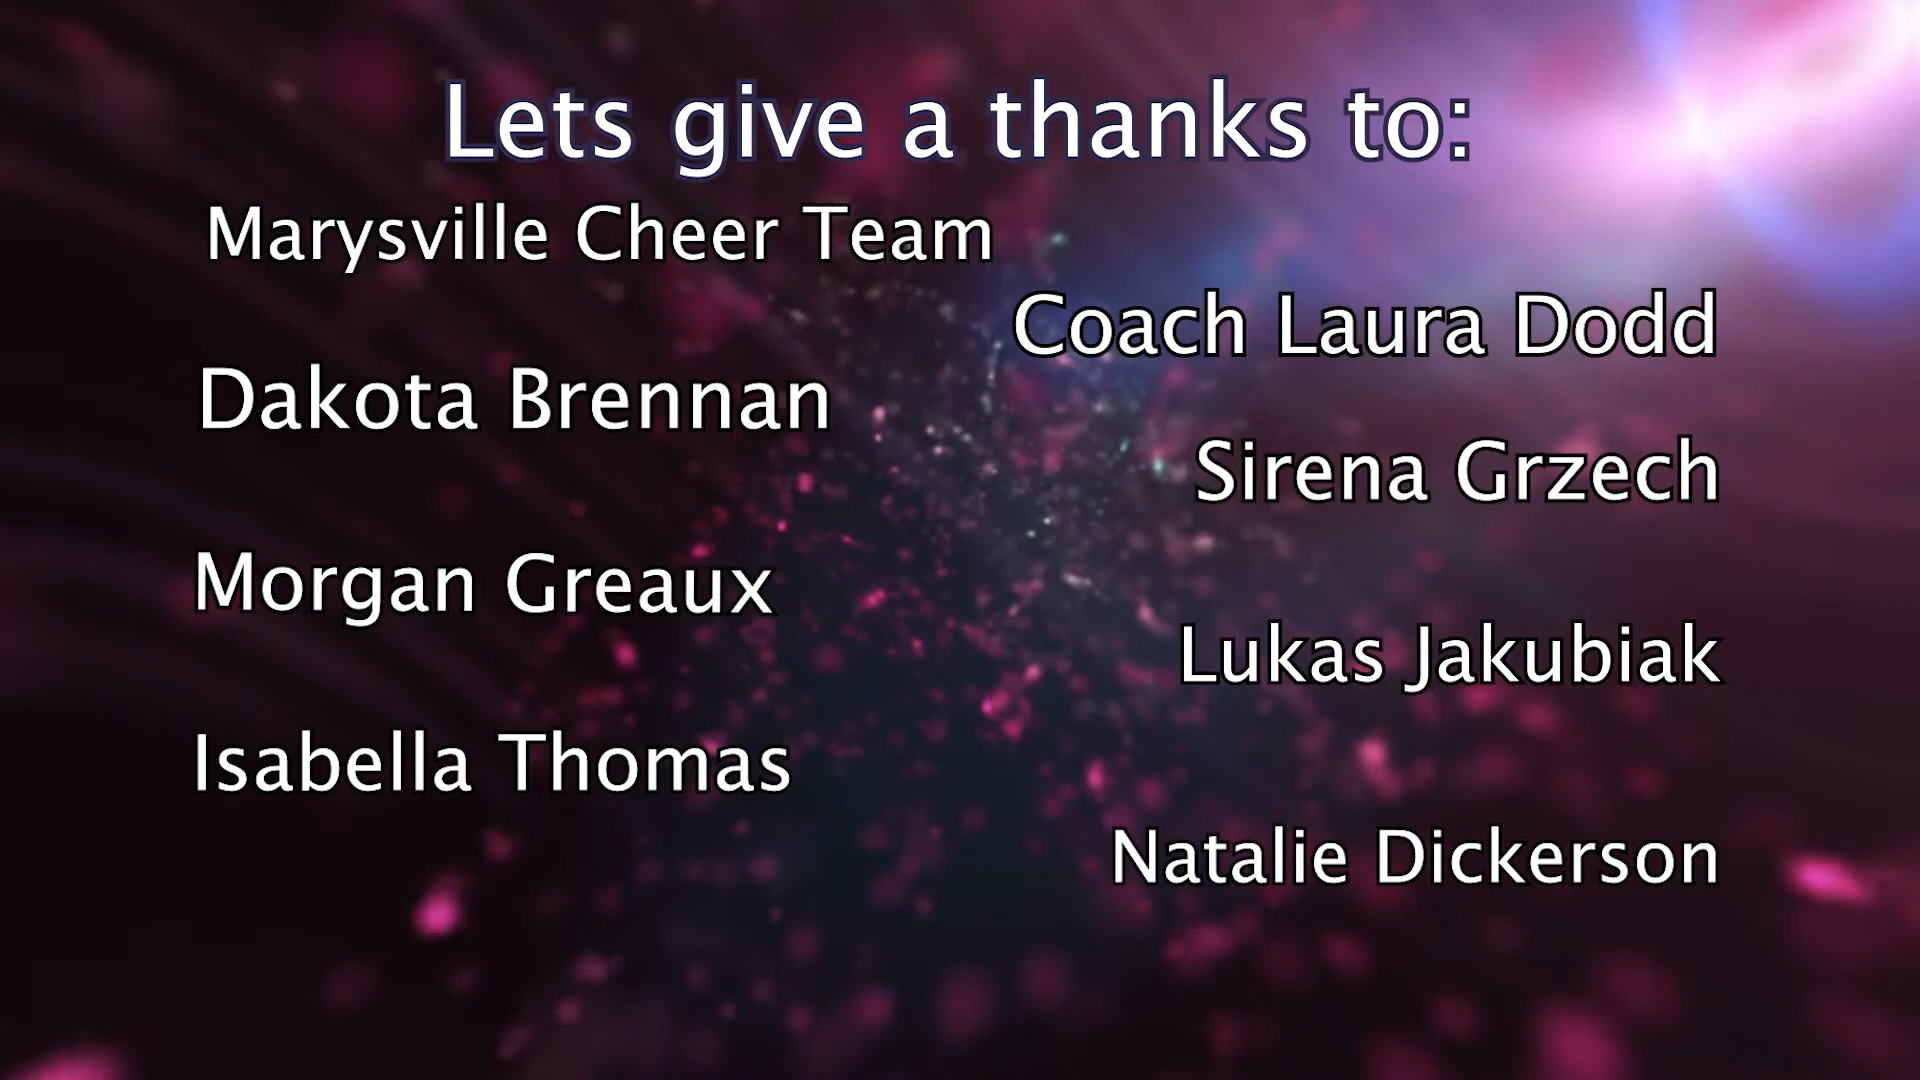 Lets give a thanks to:
Marysville Cheer Team
Coach Laura Dodd
Dakota Brennan
Sirena Grzech
Morgan Greaux
Lukas Jakubiak
Isabella Thomas
Natalie Dickerson